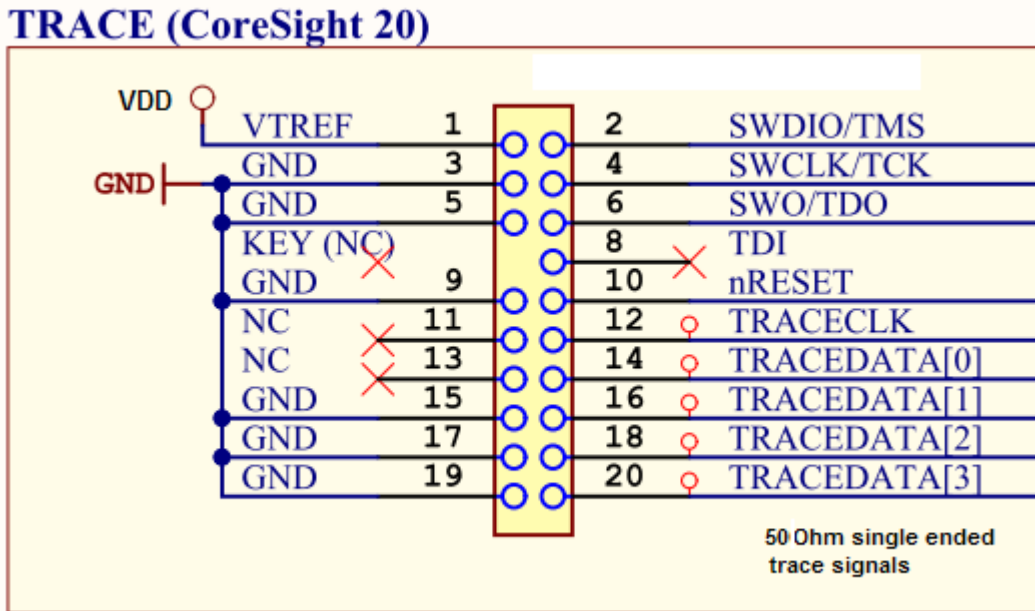 TRACE (CoreSight 20)
VDD
VTREF 1 2 SWDIO/TMS
GND GND 3 4 SWCLK/TCK
GND 5 6 SWO/TDO
KEY (NC) 8 TDI
GND 9 10 nRESET
NC 11 12 TRACECLK
NC 13 14 TRACEDATA[0]
GND 15 16 TRACEDATA[1]
GND 17 18 TRACEDATA[2]
GND 19 20 TRACEDATA[3]
50 Ohm single ended
trace signals